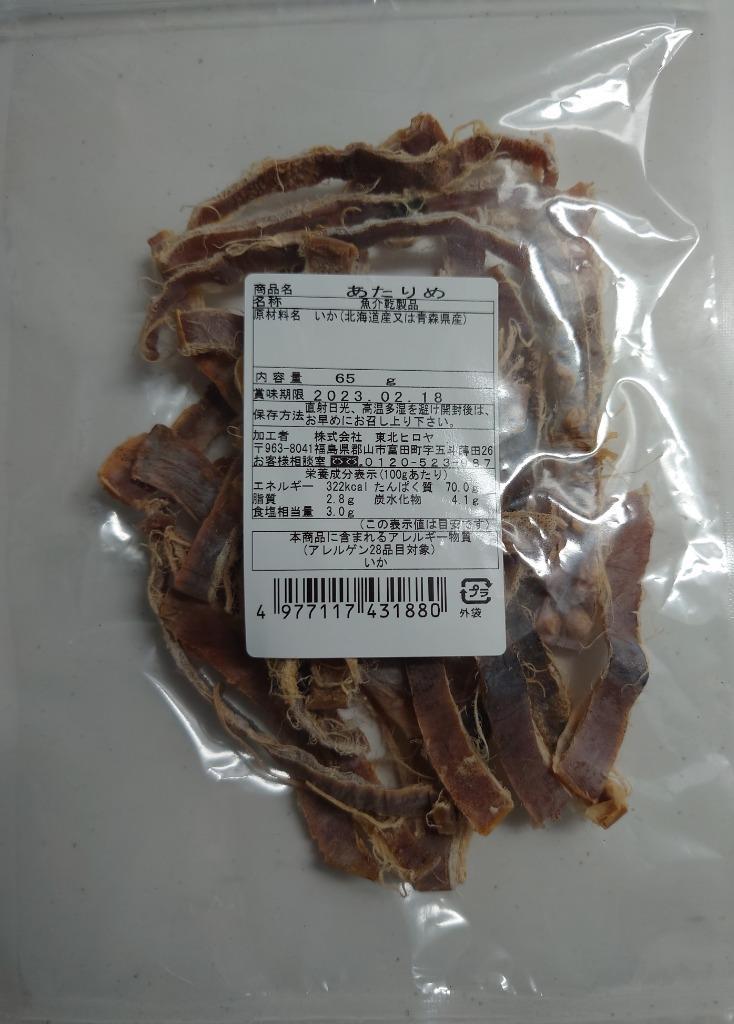 商品名 あたりめ
名称 魚介乾製品
原材料名 いか(北海道産又は青森県産)
内容量 65 g
賞味期限 2023.02.18
保存方法 直射日光、高温多湿を避け開封後は、
お早めにお召し上り下さい。
加工者 株式会社 東北ヒロヤ
〒963-8041福島県郡山市富田町字五斗蒔田26
お客様相談室 0120-523-987
栄養成分表示(100gあたり)
エネルギー 322kcal たんぱく質 70.0g
脂質 2.8g 炭水化物 4.1g
食塩相当量 3.0g
(この表示値は目安です)
本商品に含まれるアレルギー物質
(アレルゲン28品目対象)
いか
4 977117 431880
プラ
外袋